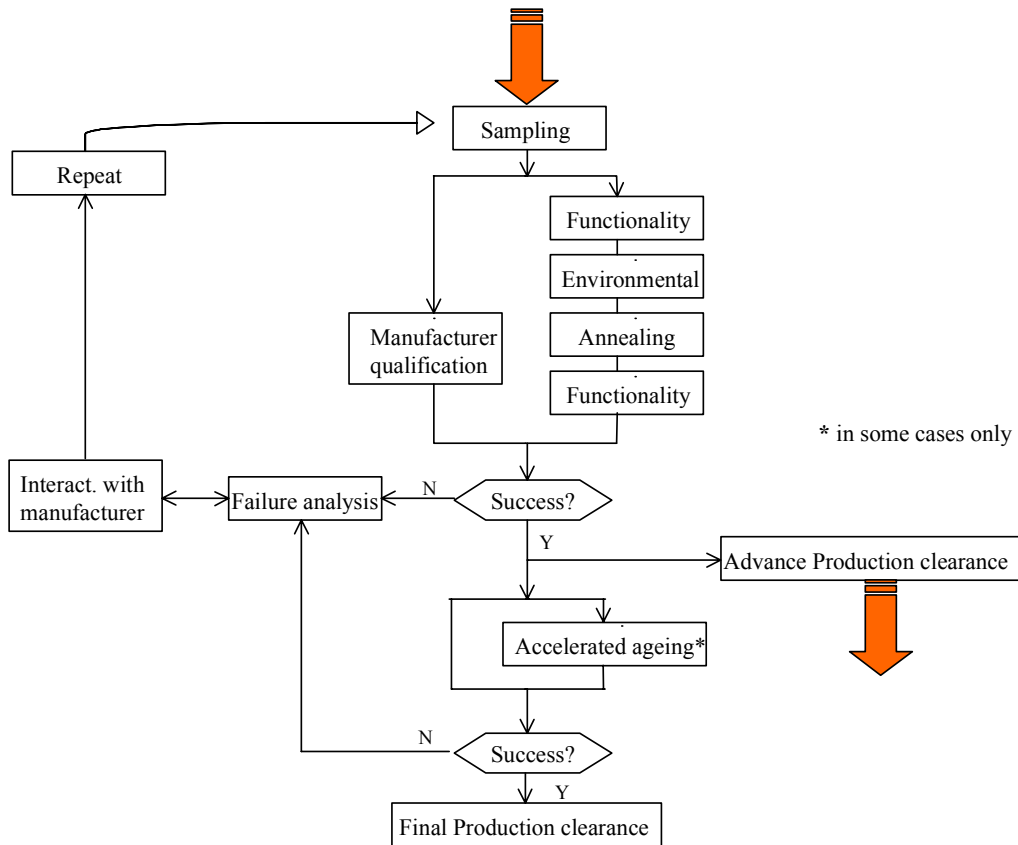 Sampling
Repeat
Functionality
Environmental
Manufacturer
qualification
Annealing
Functionality
* in some cases only
Interact. with
manufacturer
Failure analysis
N
Success?
Y
Advance Production clearance
Accelerated ageing*
N
Success?
Y
Final Production clearance